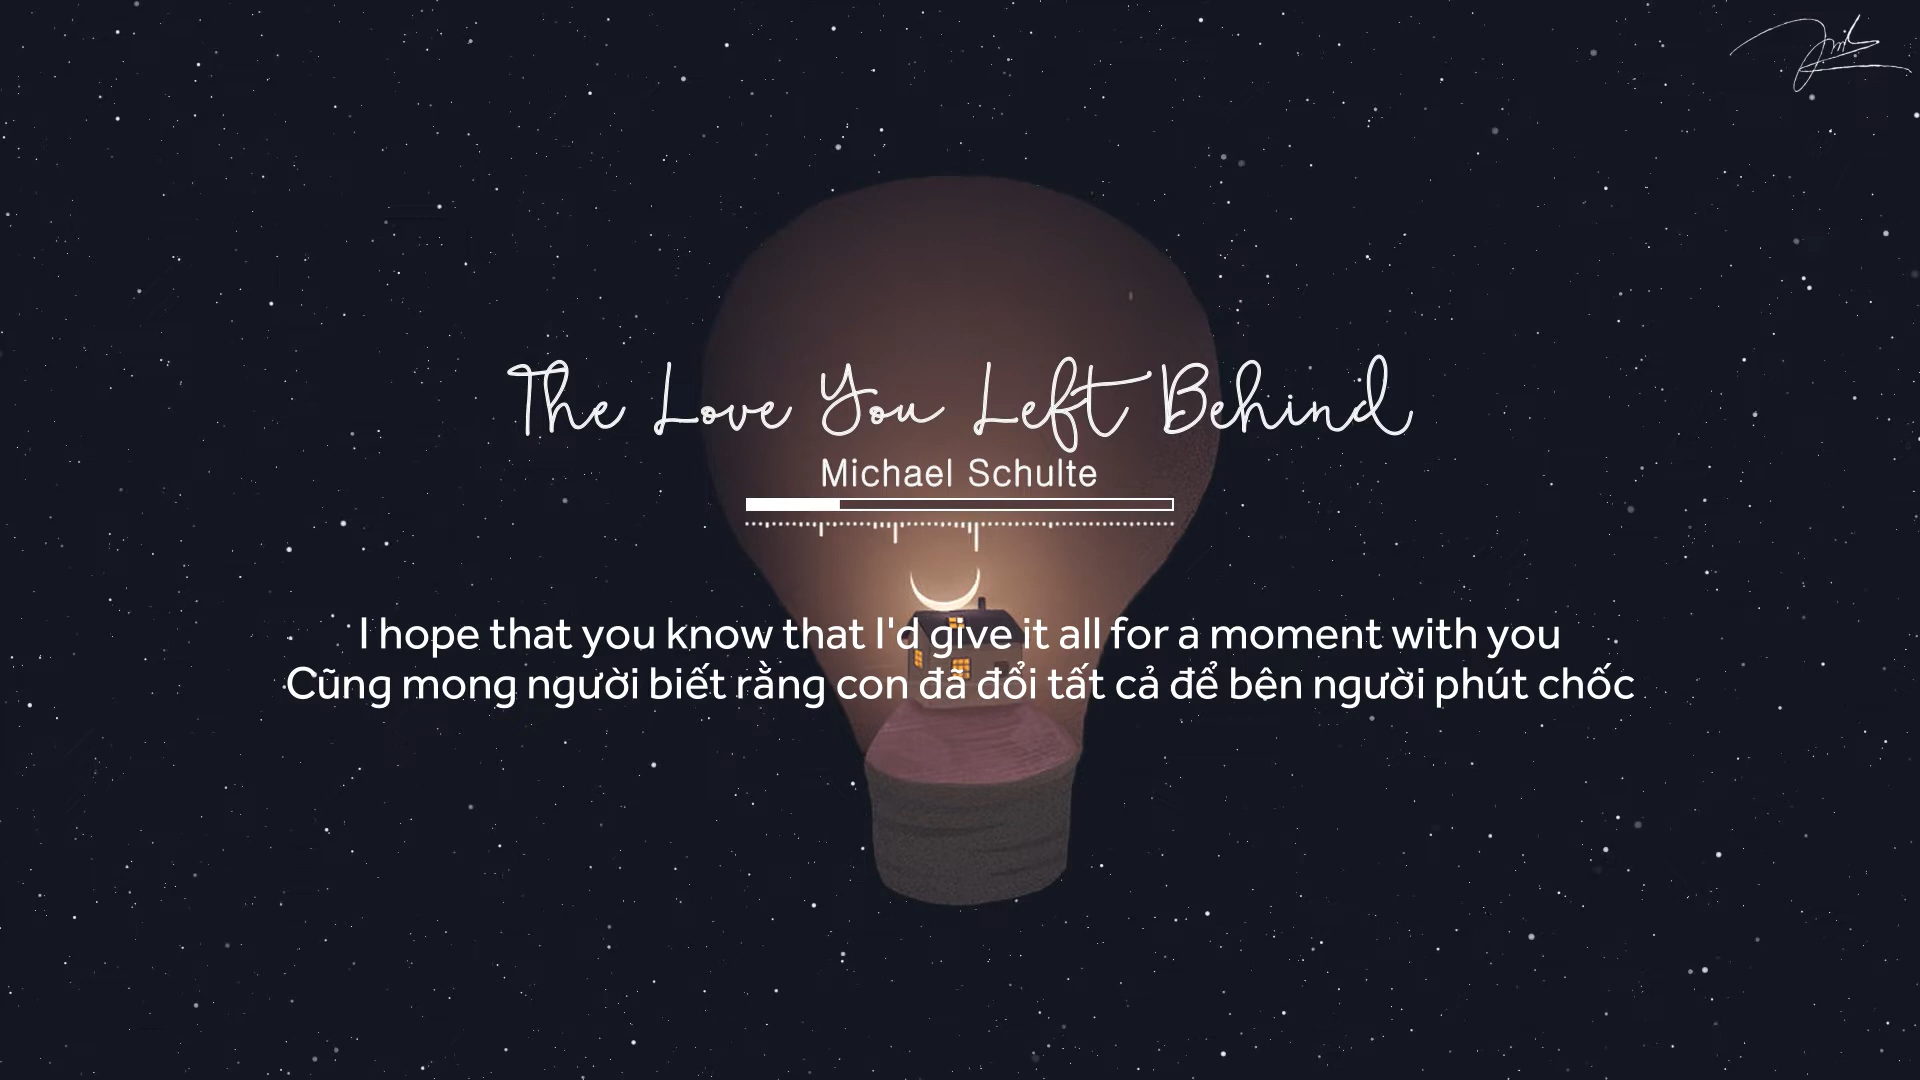 The Love You Left Behind
Michael Schulte
I hope that you know that I'd give it all for a moment with you
Cũng mong người biết rằng con đã đổi tất cả để bên người phút chốc